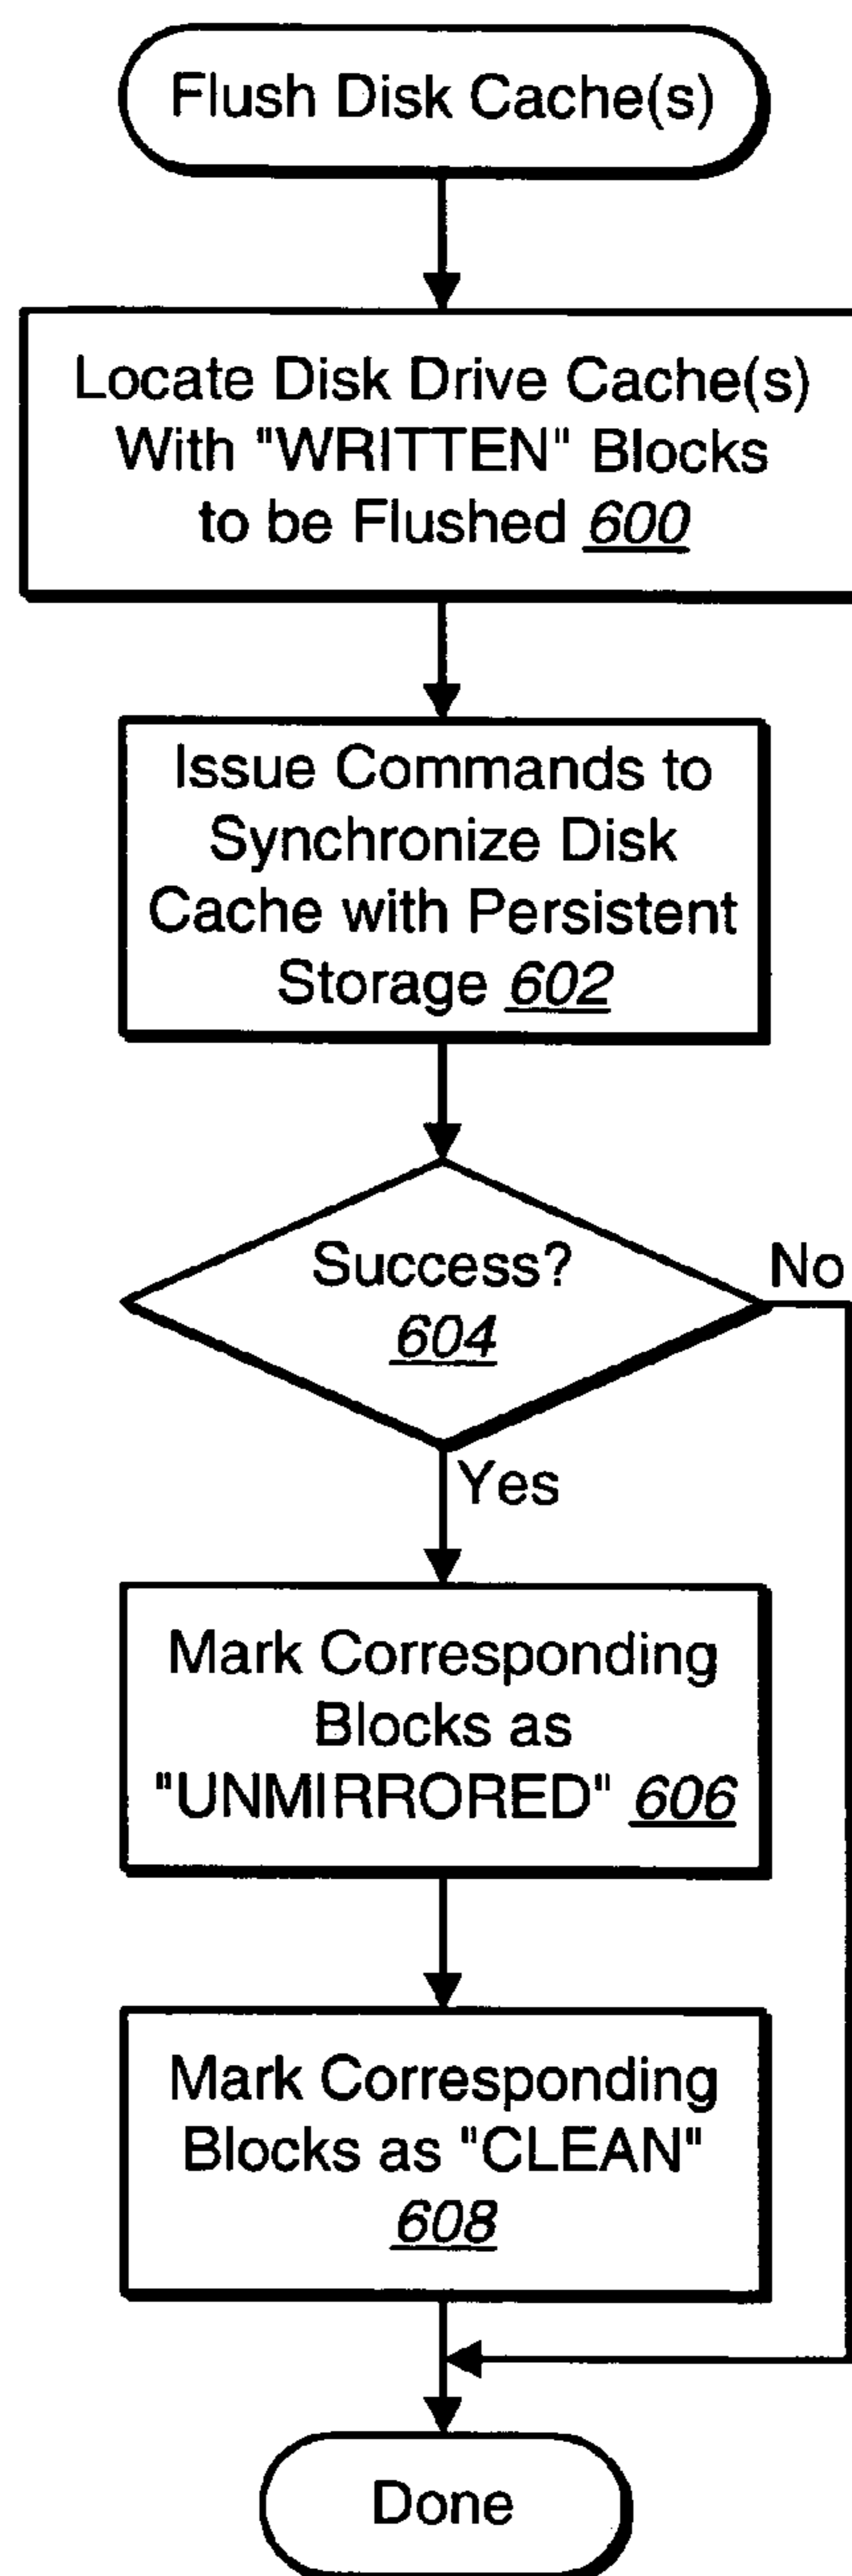 Flush Disk Cache(s)
Locate Disk Drive Cache(s)
With "WRITTEN" Blocks
to be Flushed 600
Issue Commands to
Synchronize Disk
Cache with Persistent
Storage 602
Success?
604
No
Yes
Mark Corresponding
Blocks as
"UNMIRRORED" 606
Mark Corresponding
Blocks as "CLEAN"
608
Done